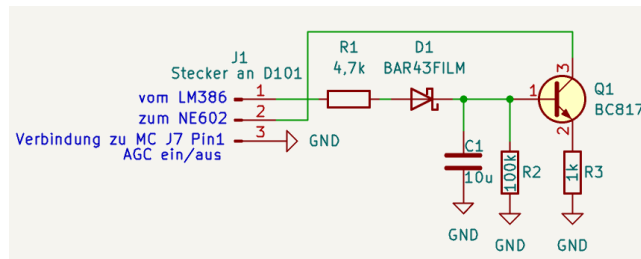 J1
Stecker an D101
vom LM386 1
zum NE602 2
Verbindung zu MC J7 Pin1 3
AGC ein/aus
GND
R1
4,7k
D1
BAR43FILM
C1
10u
GND
100k
R2
GND
1
3
2
Q1
BC817
1k
R3
GND